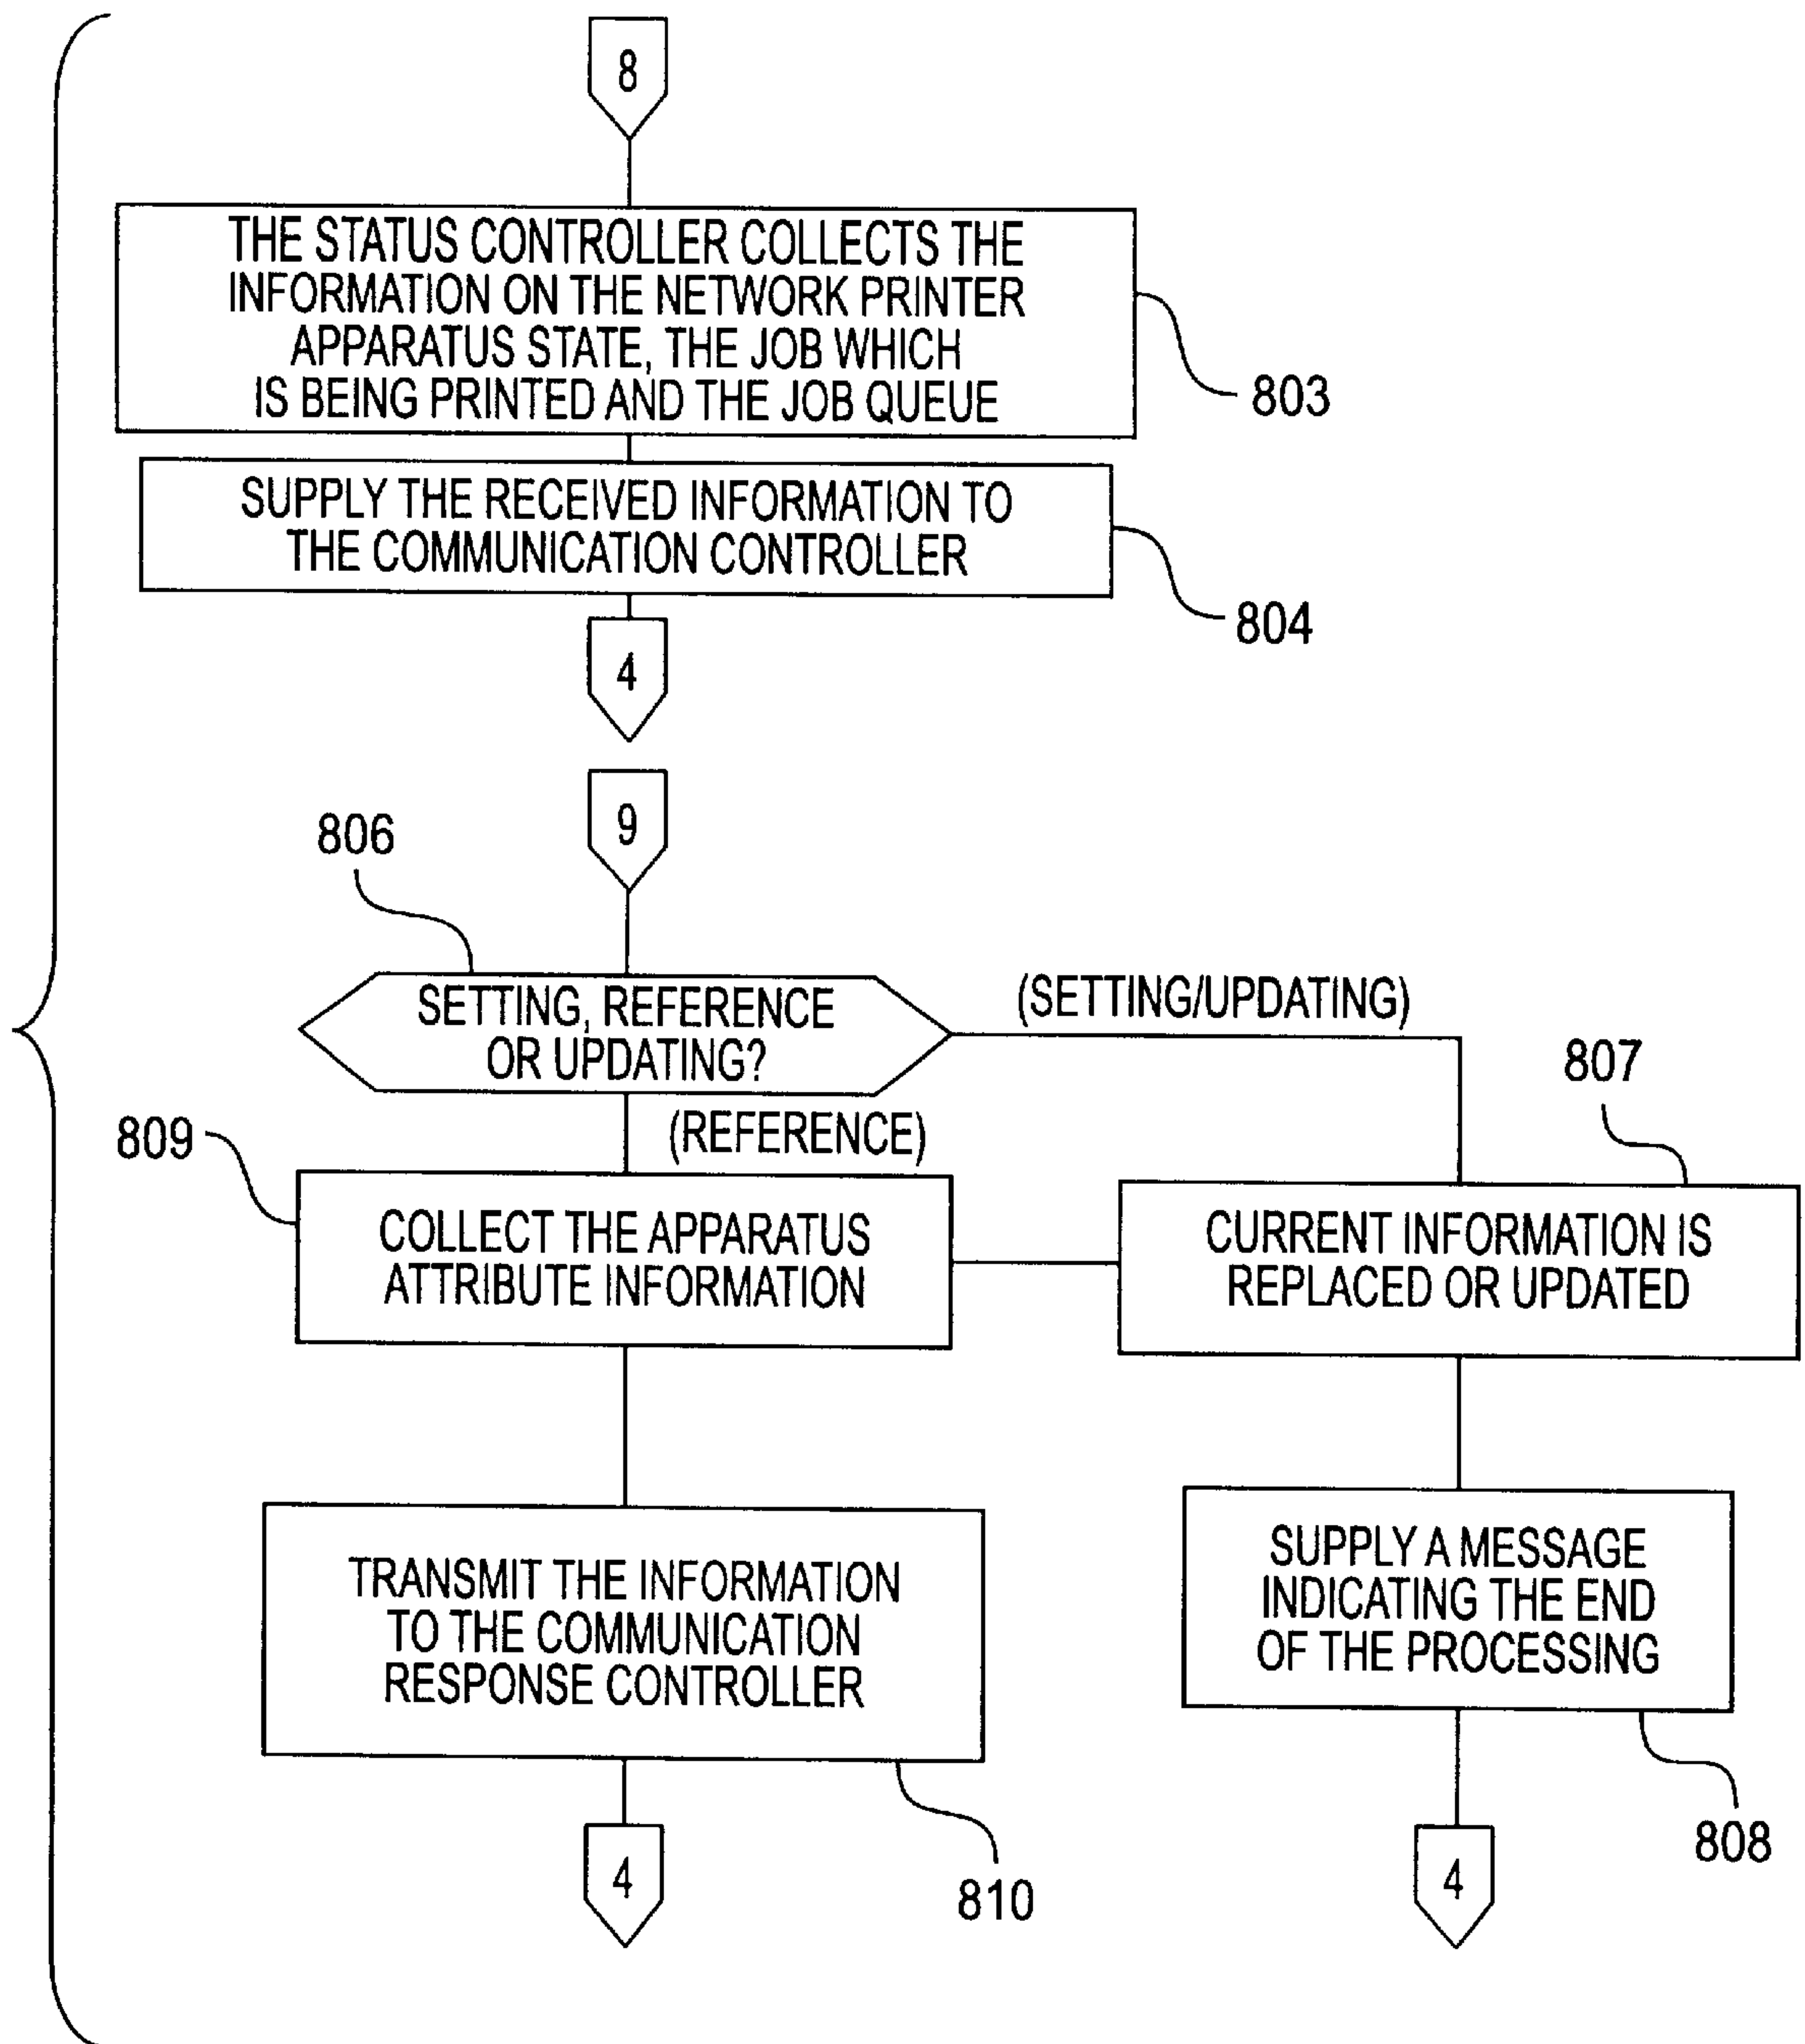 8
THE STATUS CONTROLLER COLLECTS THE
INFORMATION ON THE NETWORK PRINTER
APPARATUS STATE, THE JOB WHICH
IS BEING PRINTED AND THE JOB QUEUE
803
SUPPLY THE RECEIVED INFORMATION TO
THE COMMUNICATION CONTROLLER
804
4
9
806
SETTING, REFERENCE
OR UPDATING?
(SETTING/UPDATING)
(REFERENCE)
807
809
COLLECT THE APPARATUS
ATTRIBUTE INFORMATION
CURRENT INFORMATION IS
REPLACED OR UPDATED
TRANSMIT THE INFORMATION
TO THE COMMUNICATION
RESPONSE CONTROLLER
810
SUPPLY A MESSAGE
INDICATING THE END
OF THE PROCESSING
808
4
4